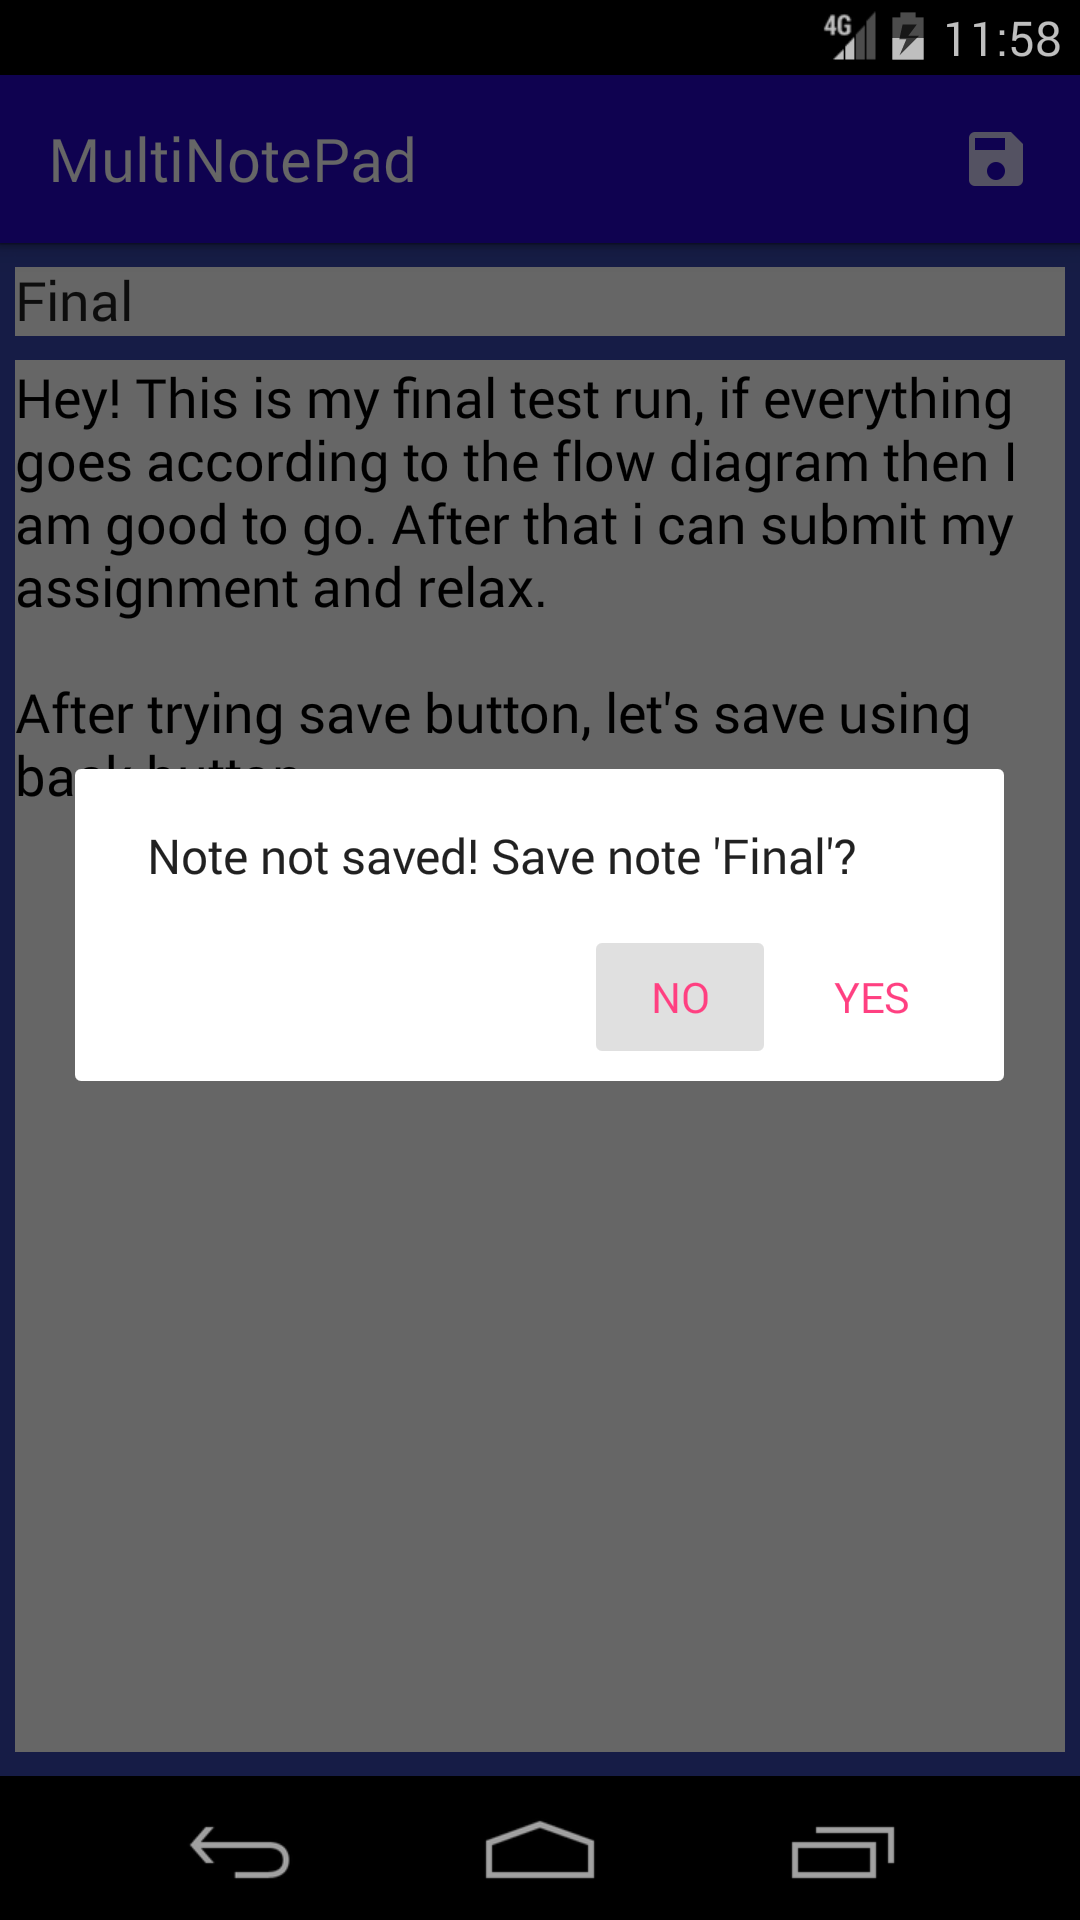 4G 11:58
MultiNotePad
Final
Hey! This is my final test run, if everything
goes according to the flow diagram then I
am good to go. After that i can submit my
assignment and relax.
After trying save button, let's save using
back button
Note not saved! Save note 'Final'?
NO YES